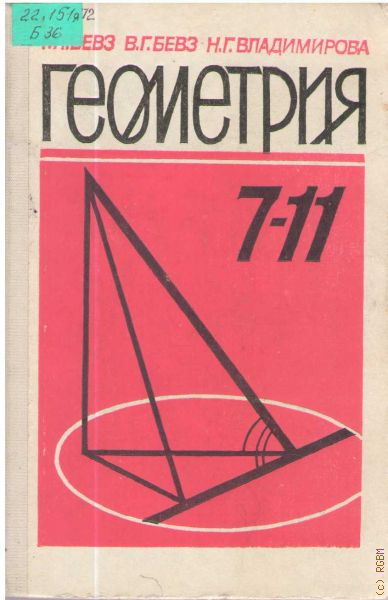 22,151я72
Б 36
БЕВЗ В.Г.БЕВЗ Н.Г.ВЛАДИМИРОВА
ГЕОМЕТРИЯ
7-11
(c) RGBM